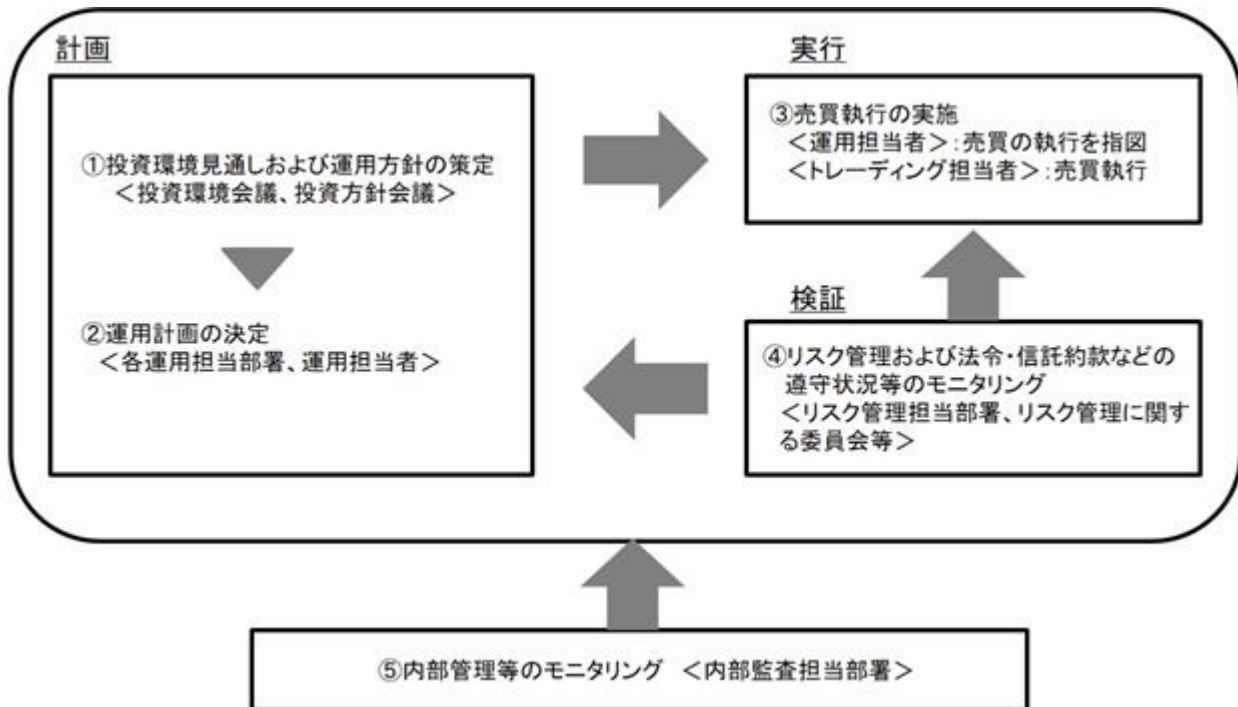 計画
①投資環境見通しおよび運用方針の策定
＜投資環境会議、投資方針会議＞
②運用計画の決定
＜各運用担当部署、運用担当者＞
実行
③売買執行の実施
＜運用担当者＞：売買の執行を指図
＜トレーディング担当者＞：売買執行
検証
④リスク管理および法令・信託約款などの
遵守状況等のモニタリング
＜リスク管理担当部署、リスク管理に関す
る委員会等＞
⑤内部管理等のモニタリング　＜内部監査担当部署＞